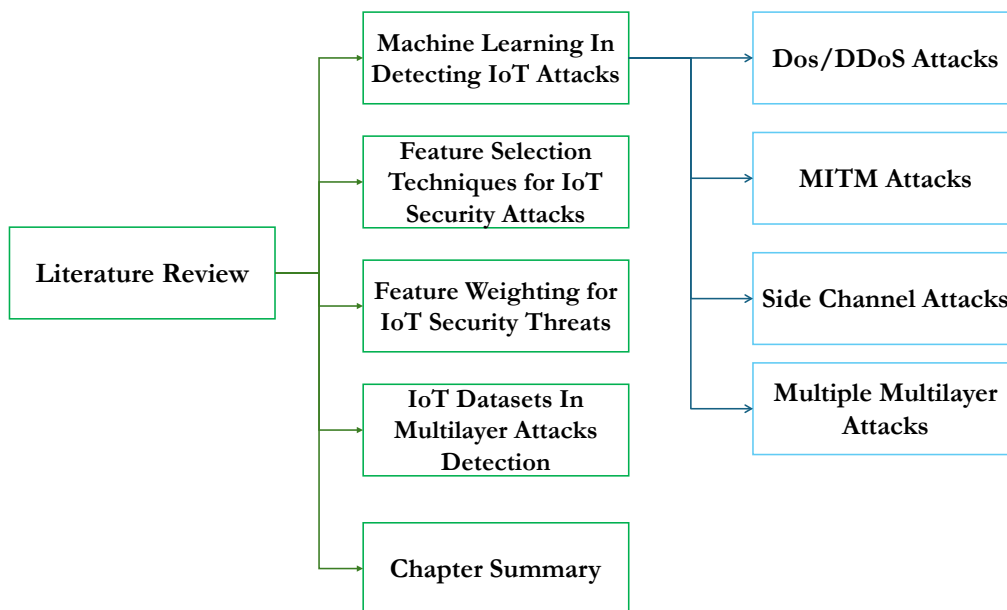 Literature Review
Machine Learning In
Detecting IoT Attacks
Feature Selection
Techniques for IoT
Security Attacks
Feature Weighting for
IoT Security Threats
IoT Datasets In
Multilayer Attacks
Detection
Chapter Summary
Dos/DDoS Attacks
MITM Attacks
Side Channel Attacks
Multiple Multilayer
Attacks